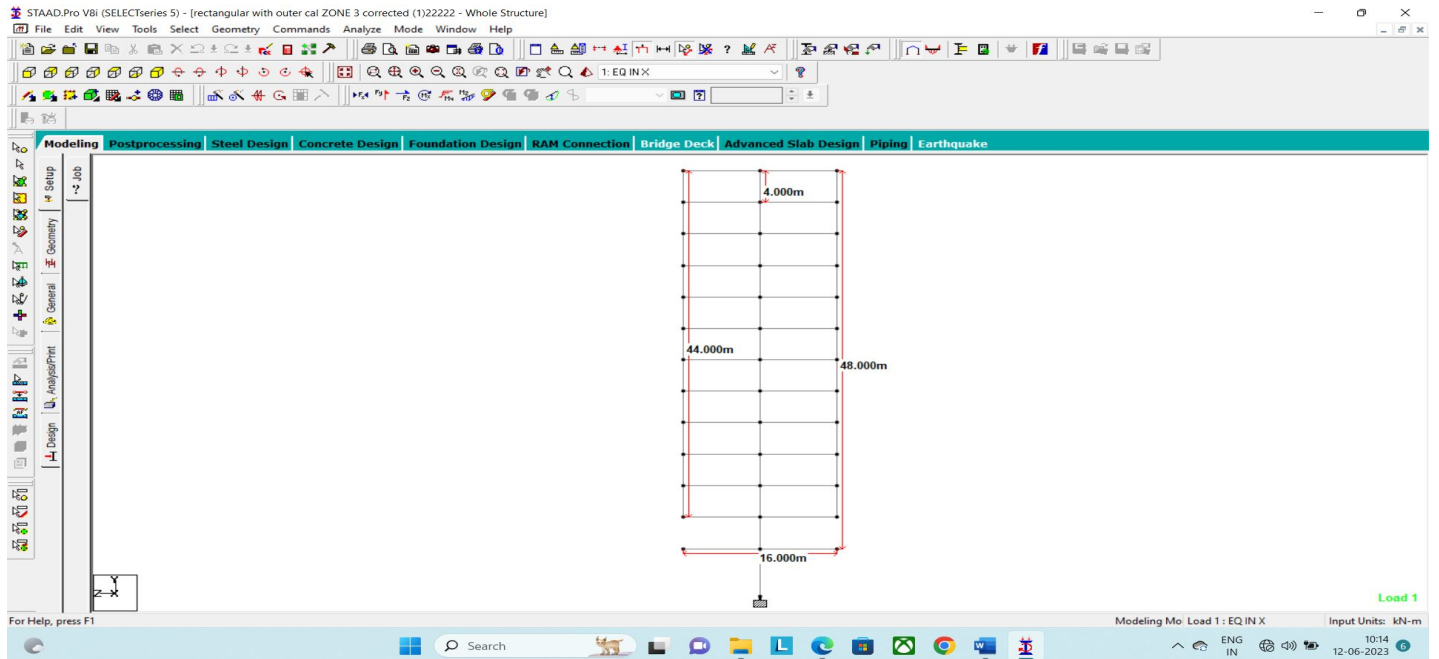 STAAD.Pro V8i (SELECTseries 5) - [rectangular with outer cal ZONE 3 corrected (1)22222 - Whole Structure]
File Edit View Tools Select Geometry Commands Analyze Mode Window Help
1: EQ IN X
Modeling Postprocessing Steel Design Concrete Design Foundation Design RAM Connection Bridge Deck Advanced Slab Design Piping Earthquake
Setup
Job
Geometry
General
Analysis/Print
Design
4.000m
44.000m
48.000m
16.000m
Y
Z X
Load 1
For Help, press F1
Modeling Mo Load 1 : EQ IN X Input Units: kN-m
Search
ENG
IN
10:14
12-06-2023
6